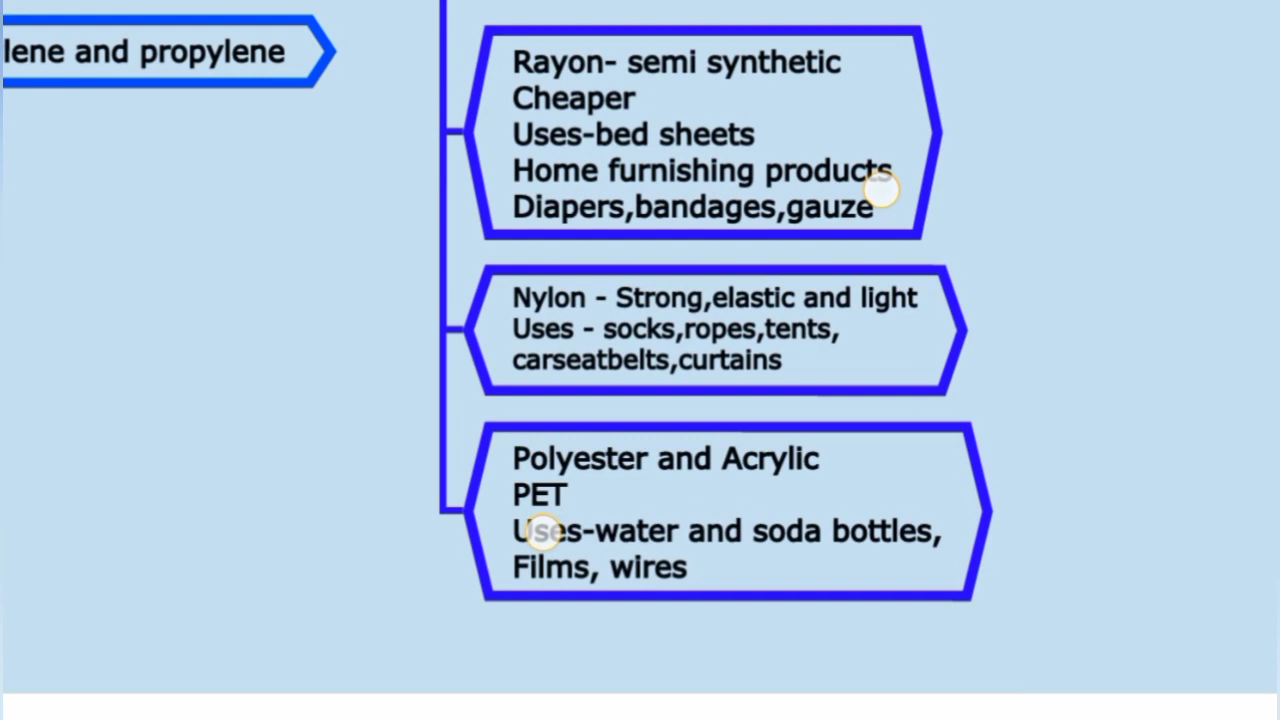 lene and propylene
Rayon- semi synthetic
Cheaper
Uses-bed sheets
Home furnishing products
Diapers,bandages,gauze
Nylon - Strong,elastic and light
Uses - socks,ropes,tents,
carseatbelts,curtains
Polyester and Acrylic
PET
Uses-water and soda bottles,
Films, wires